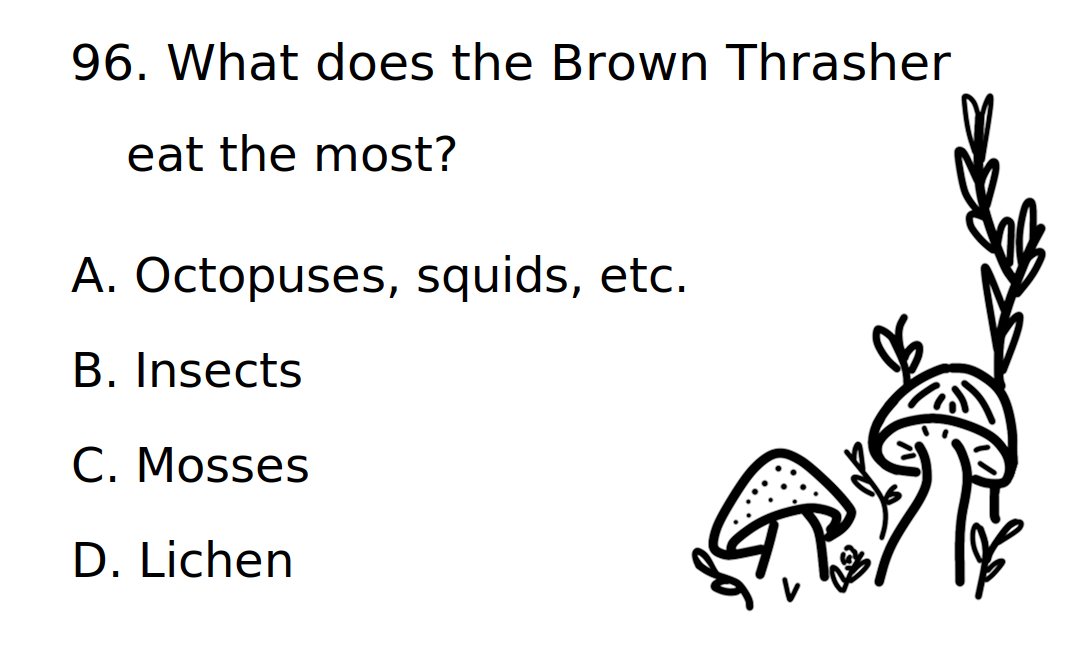 96. What does the Brown Thrasher
eat the most?
A. Octopuses, squids, etc.
B. Insects
C. Mosses
D. Lichen